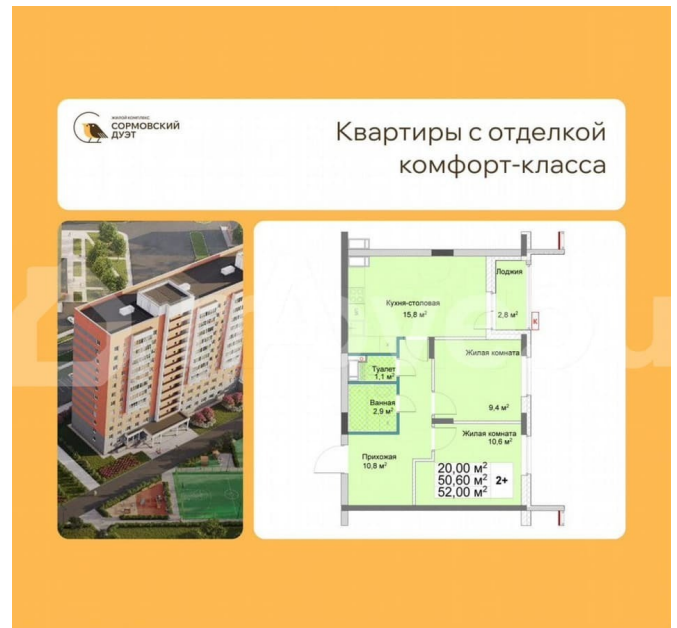 ЖИЛОЙ КОМПЛЕКС
СОРМОВСКИЙ
ДУЭТ
Квартиры с отделкой
комфорт-класса
Лоджия
2,8 м²
Кухня-столовая
15,8 м²
К
Туалет
1,1 м²
Жилая комната
9,4 м²
Ванная
2,9 м²
Жилая комната
10,6 м²
Прихожая
10,8 м²
20,00 м²
50,60 м² 2+
52,00 м²